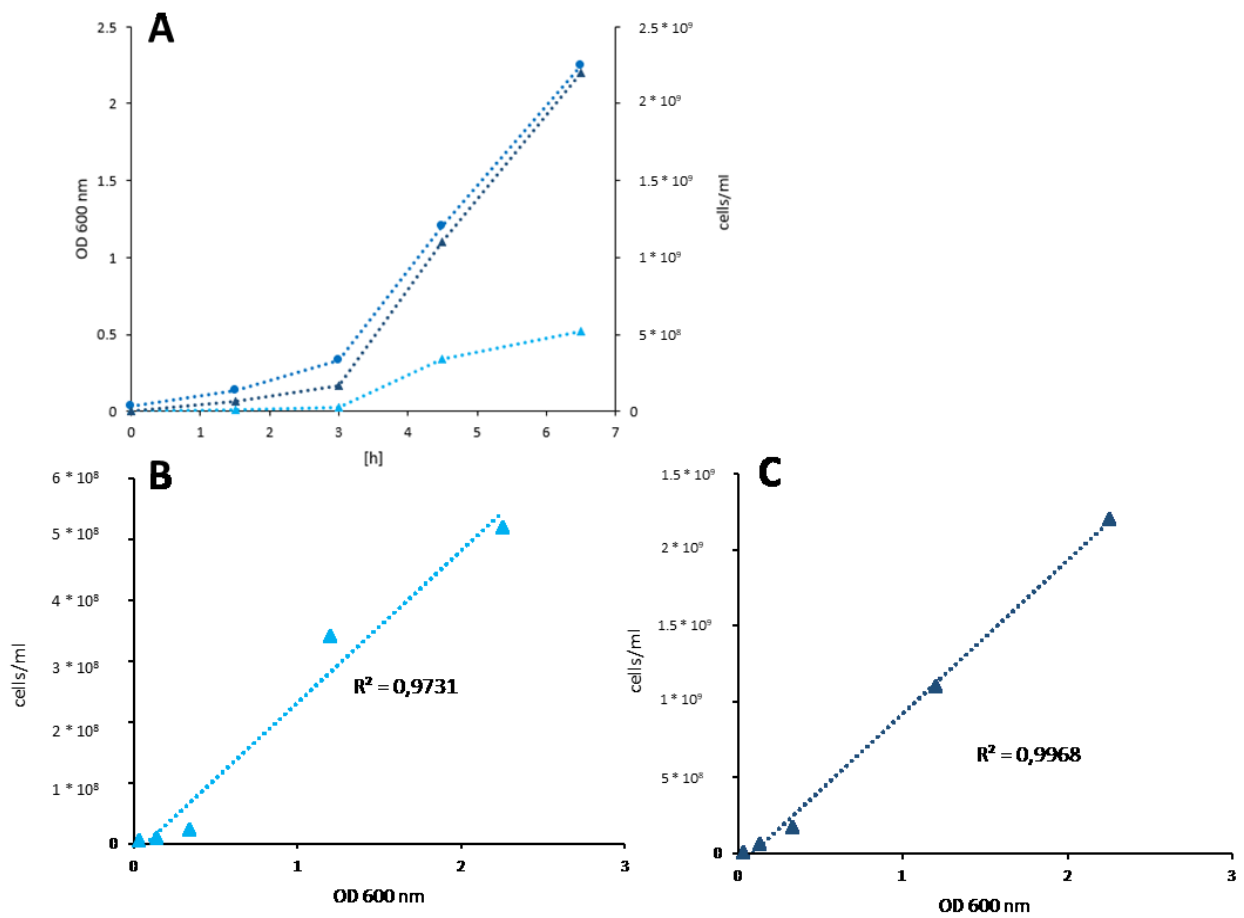 A
2.5
2
1.5
1
0.5
0
OD 600 nm
2.5 * 10⁹
2 * 10⁹
1.5 * 10⁹
1 * 10⁹
5 * 10⁸
0
cells/ml
0 1 2 3 4 5 6 7
[h]
B
6 * 10⁸
5 * 10⁸
4 * 10⁸
3 * 10⁸
2 * 10⁸
1 * 10⁸
0
cells/ml
R² = 0,9731
0 1 2 3
OD 600 nm
C
1.5 * 10⁹
2 * 10⁹
1.5 * 10⁹
1 * 10⁹
5 * 10⁸
0
cells/ml
R² = 0,9968
0 1 2 3
OD 600 nm